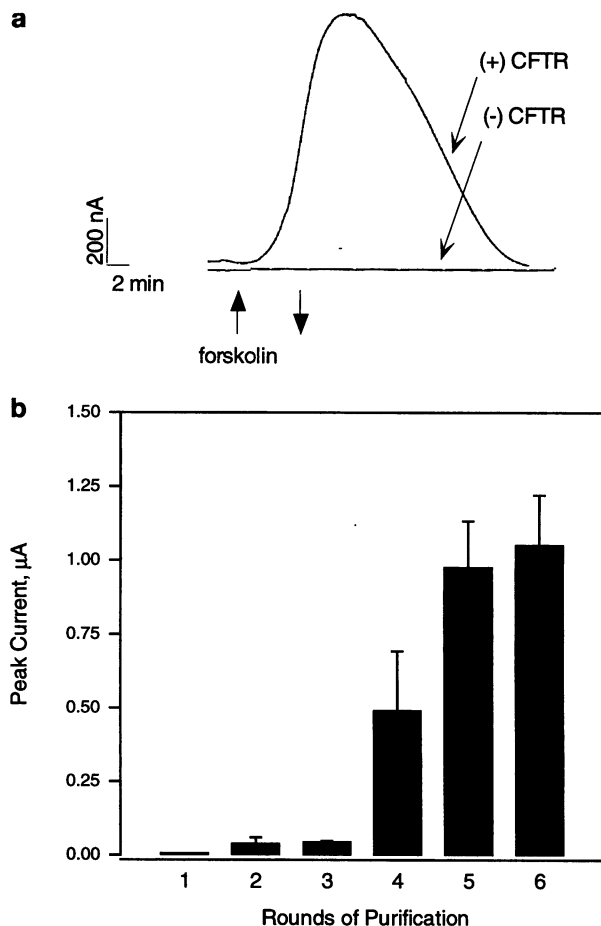 a
(+) CFTR
(-) CFTR
200 nA
2 min
forskolin
b
1.50
1.25
1.00
0.75
0.50
0.25
0.00
Peak Current, µA
1 2 3 4 5 6
Rounds of Purification